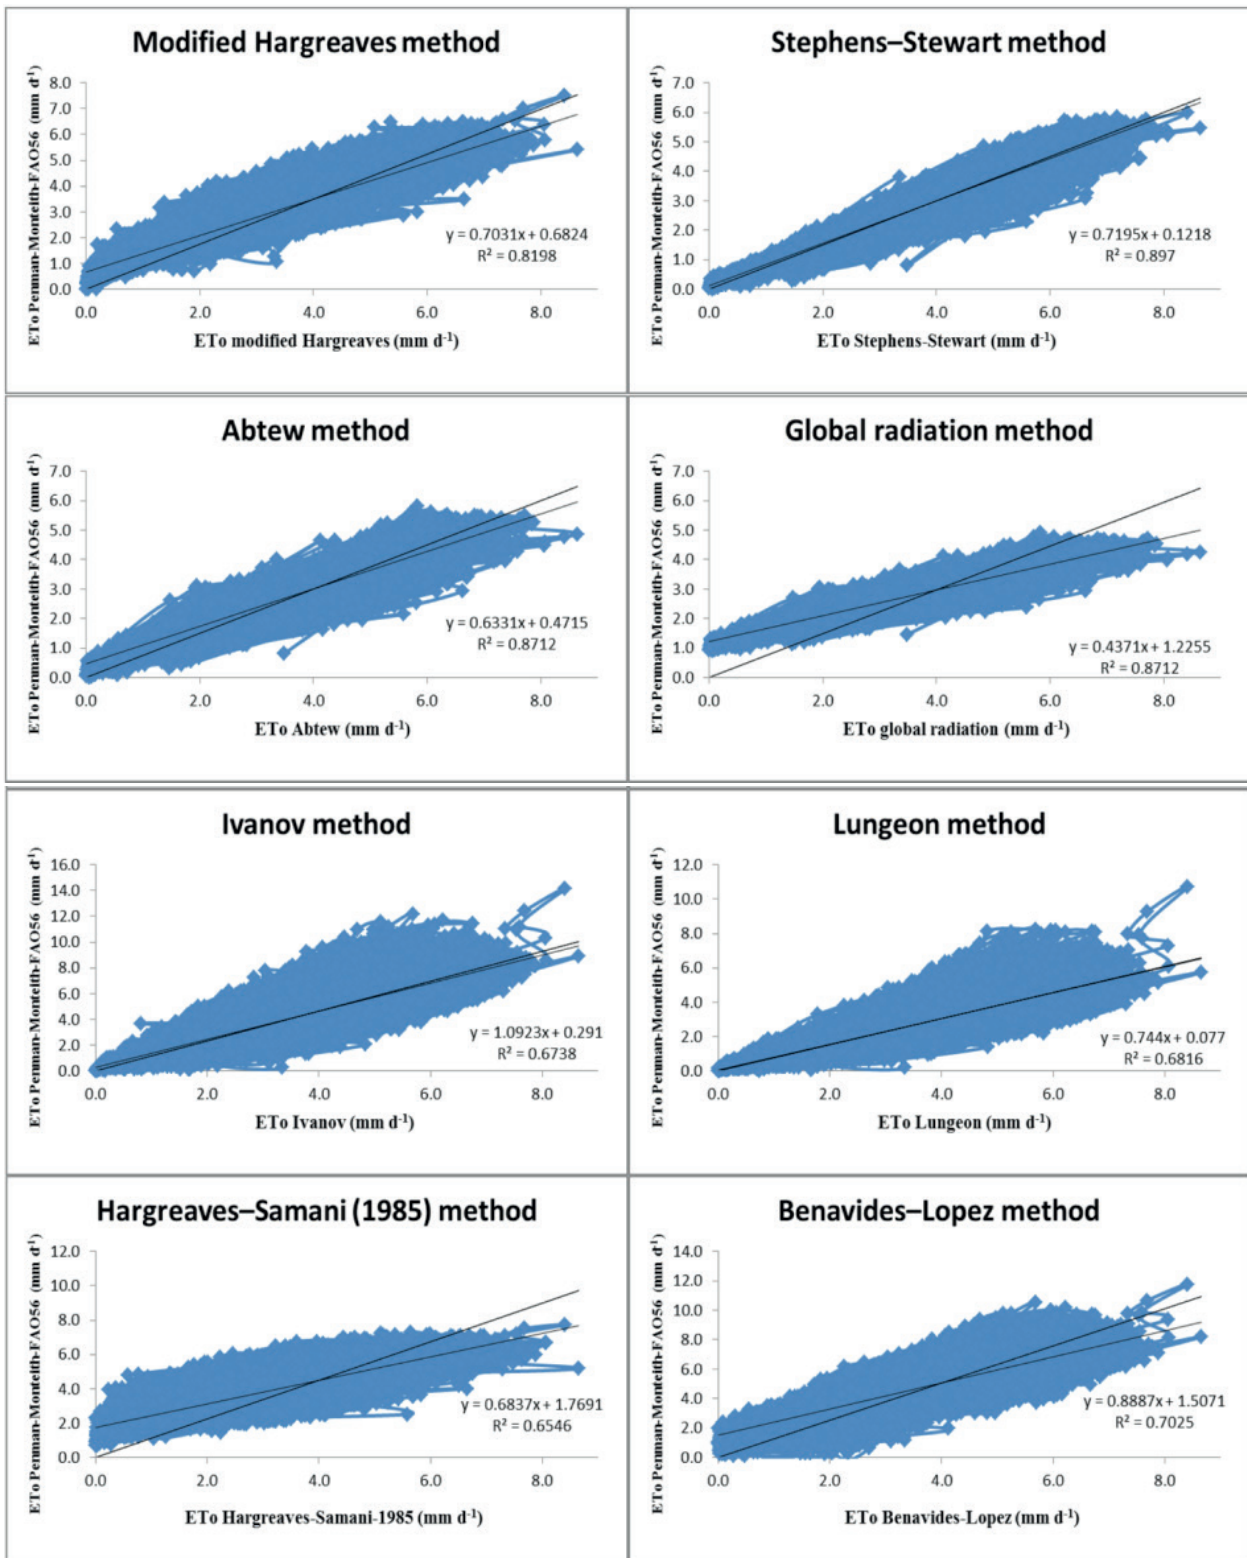 Modified Hargreaves method
ETo Penman-Monteith-FAO56 (mm d-1)
8.0
7.0
6.0
5.0
4.0
3.0
2.0
1.0
0.0
y = 0.7031x + 0.6824
R² = 0.8198
0.0 2.0 4.0 6.0 8.0
ETo modified Hargreaves (mm d-1)
Stephens–Stewart method
ETo Penman-Monteith-FAO56 (mm d-1)
7.0
6.0
5.0
4.0
3.0
2.0
1.0
0.0
y = 0.7195x + 0.1218
R² = 0.897
0.0 2.0 4.0 6.0 8.0
ETo Stephens-Stewart (mm d-1)
Abtew method
ETo Penman-Monteith-FAO56 (mm d-1)
7.0
6.0
5.0
4.0
3.0
2.0
1.0
0.0
y = 0.6331x + 0.4715
R² = 0.8712
0.0 2.0 4.0 6.0 8.0
ETo Abtew (mm d-1)
Global radiation method
ETo Penman-Monteith-FAO56 (mm d-1)
7.0
6.0
5.0
4.0
3.0
2.0
1.0
0.0
y = 0.4371x + 1.2255
R² = 0.8712
0.0 2.0 4.0 6.0 8.0
ETo global radiation (mm d-1)
Ivanov method
ETo Penman-Monteith-FAO56 (mm d-1)
16.0
14.0
12.0
10.0
8.0
6.0
4.0
2.0
0.0
y = 1.0923x + 0.291
R² = 0.6738
0.0 2.0 4.0 6.0 8.0
ETo Ivanov (mm d-1)
Lungeon method
ETo Penman-Monteith-FAO56 (mm d-1)
12.0
10.0
8.0
6.0
4.0
2.0
0.0
y = 0.744x + 0.077
R² = 0.6816
0.0 2.0 4.0 6.0 8.0
ETo Lungeon (mm d-1)
Hargreaves–Samani (1985) method
ETo Penman-Monteith-FAO56 (mm d-1)
12.0
10.0
8.0
6.0
4.0
2.0
0.0
y = 0.6837x + 1.7691
R² = 0.6546
0.0 2.0 4.0 6.0 8.0
ETo Hargreaves-Samani-1985 (mm d-1)
Benavides–Lopez method
ETo Penman-Monteith-FAO56 (mm d-1)
14.0
12.0
10.0
8.0
6.0
4.0
2.0
0.0
y = 0.8887x + 1.5071
R² = 0.7025
0.0 2.0 4.0 6.0 8.0
ETo Benavides-Lopez (mm d-1)